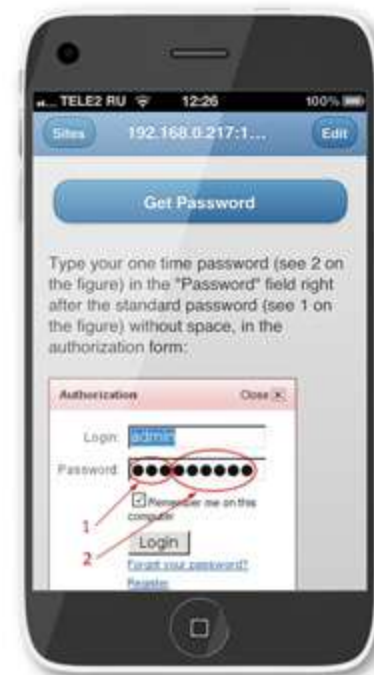 TELE2 RU 12:26 100%
Sites 192.168.0.217:1... Edit
Get Password
Type your one time password (see 2 on
the figure) in the "Password" field right
after the standard password (see 1 on
the figure) without space, in the
authorization form:
Authorization Close
Login: admin
Password:
Remember me on this
computer
1
Login
2
Forgot your password?
Register